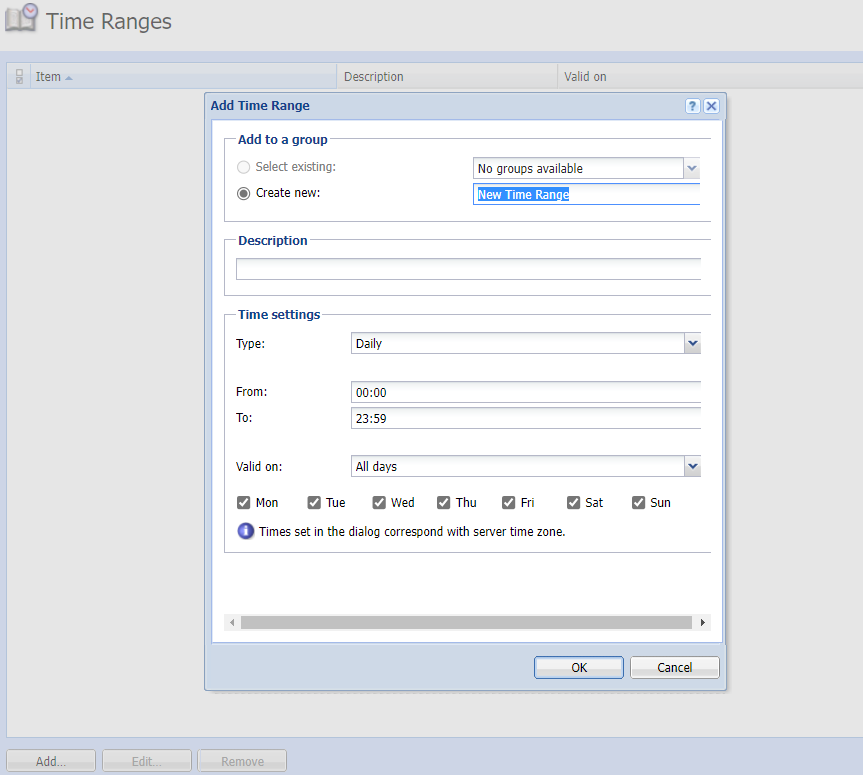 Time Ranges
Item Description Valid on
Add Time Range ?
Add to a group
Select existing: No groups available
Create new: New Time Range
Description
Time settings
Type: Daily
From: 00:00
To: 23:59
Valid on: All days
Mon Tue Wed Thu Fri Sat Sun
i Times set in the dialog correspond with server time zone.
OK Cancel
Add... Edit... Remove